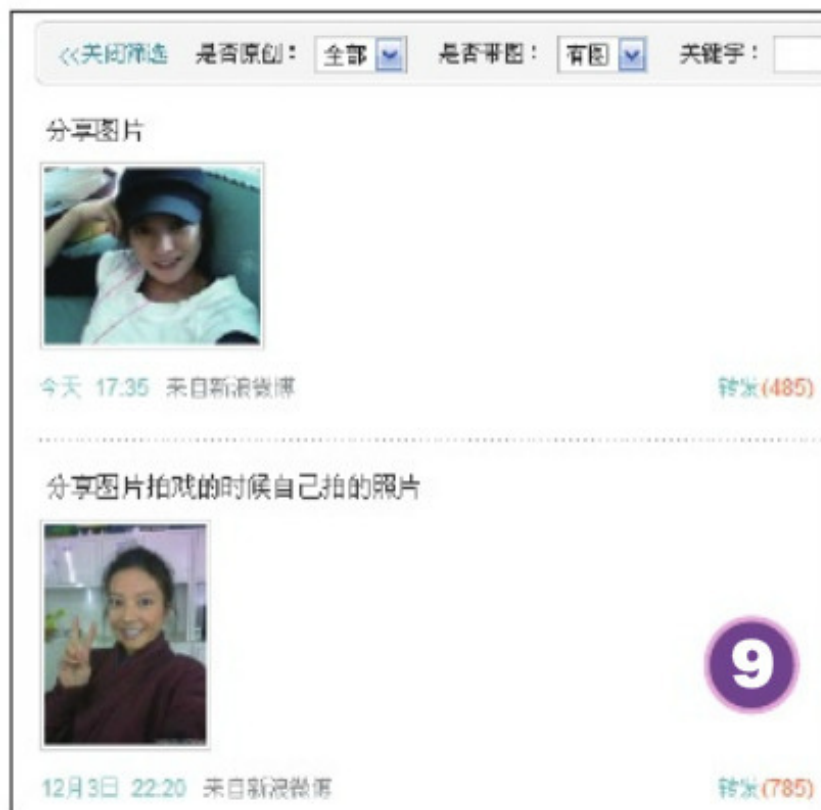 <<关闭筛选 是否原创： 全部 是否带图： 有图 关键字：
分享图片
今天 17:35 来自新浪微博
转发(485)
分享图片拍戏的时候自己拍的照片
9
12月3日 22:20 来自新浪微博
转发(785)